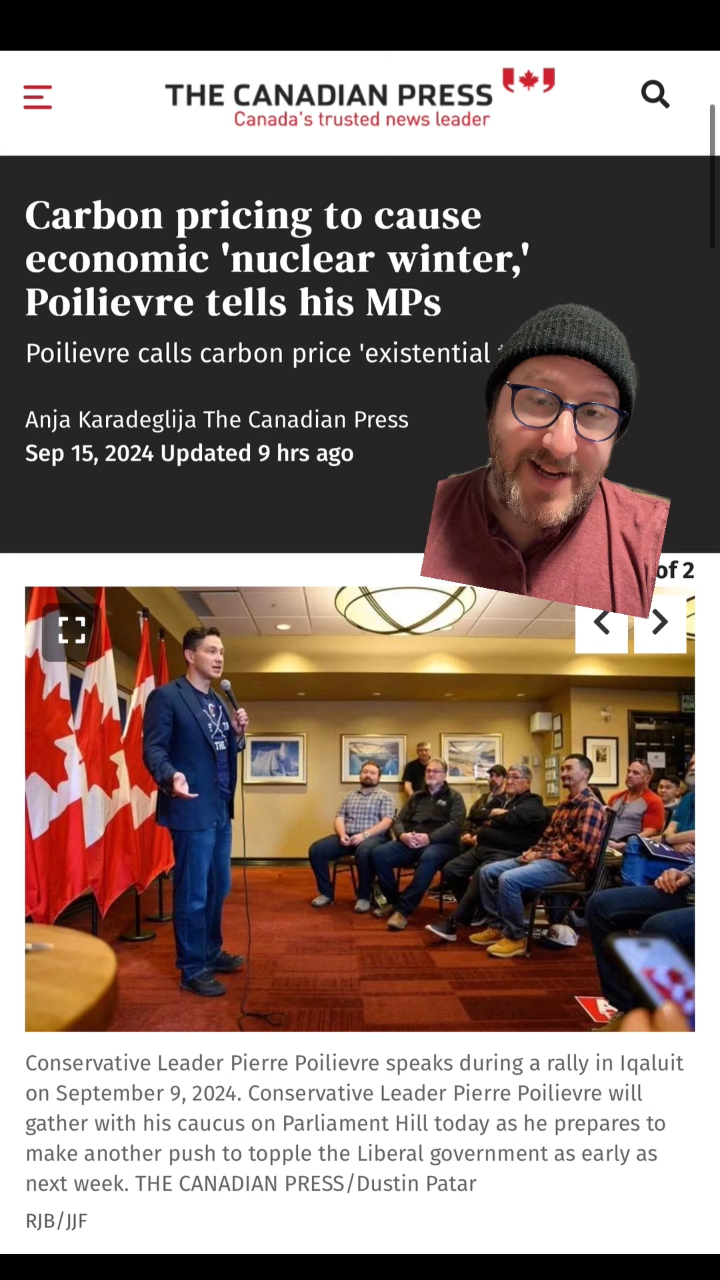 THE CANADIAN PRESS
Canada's trusted news leader
Carbon pricing to cause
economic 'nuclear winter,'
Poilievre tells his MPs
Poilievre calls carbon price 'existential
Anja Karadeglija The Canadian Press
Sep 15, 2024 Updated 9 hrs ago
of 2
Conservative Leader Pierre Poilievre speaks during a rally in Iqaluit
on September 9, 2024. Conservative Leader Pierre Poilievre will
gather with his caucus on Parliament Hill today as he prepares to
make another push to topple the Liberal government as early as
next week. THE CANADIAN PRESS/Dustin Patar
RJB/JJF